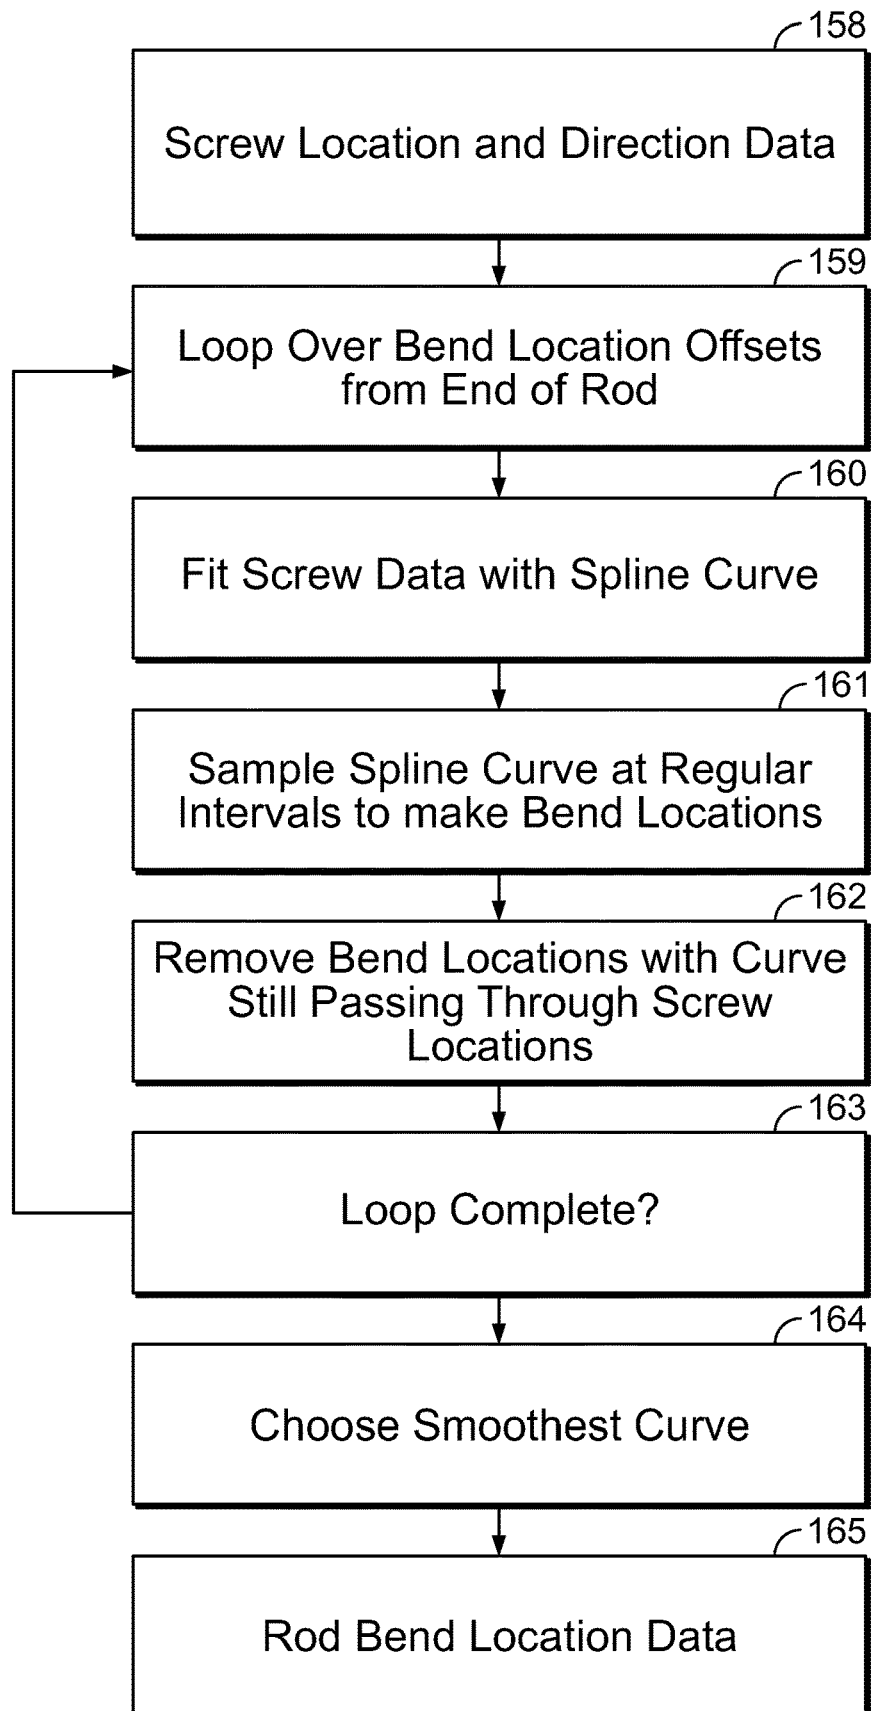 158
Screw Location and Direction Data
159
Loop Over Bend Location Offsets
from End of Rod
160
Fit Screw Data with Spline Curve
161
Sample Spline Curve at Regular
Intervals to make Bend Locations
162
Remove Bend Locations with Curve
Still Passing Through Screw
Locations
163
Loop Complete?
164
Choose Smoothest Curve
165
Rod Bend Location Data